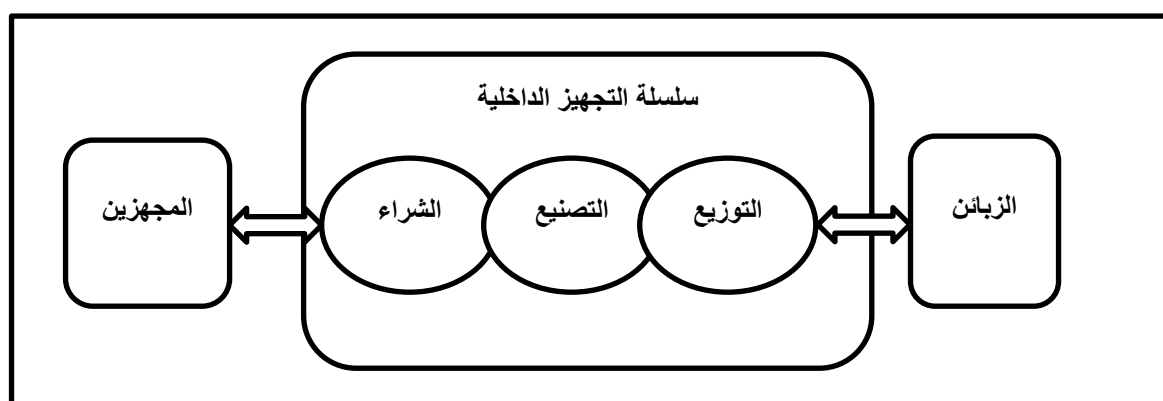 سلسلة التجهيز الداخلية
المجهزين
الشراء
التصنيع
التوزيع
الزبائن